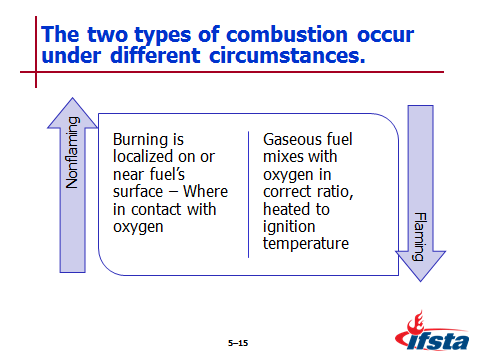 The two types of combustion occur
under different circumstances.
Nonflaming
Burning is
localized on or
near fuel’s
surface – Where
in contact with
oxygen
Gaseous fuel
mixes with
oxygen in
correct ratio,
heated to
ignition
temperature
Flaming
5–15
ifsta